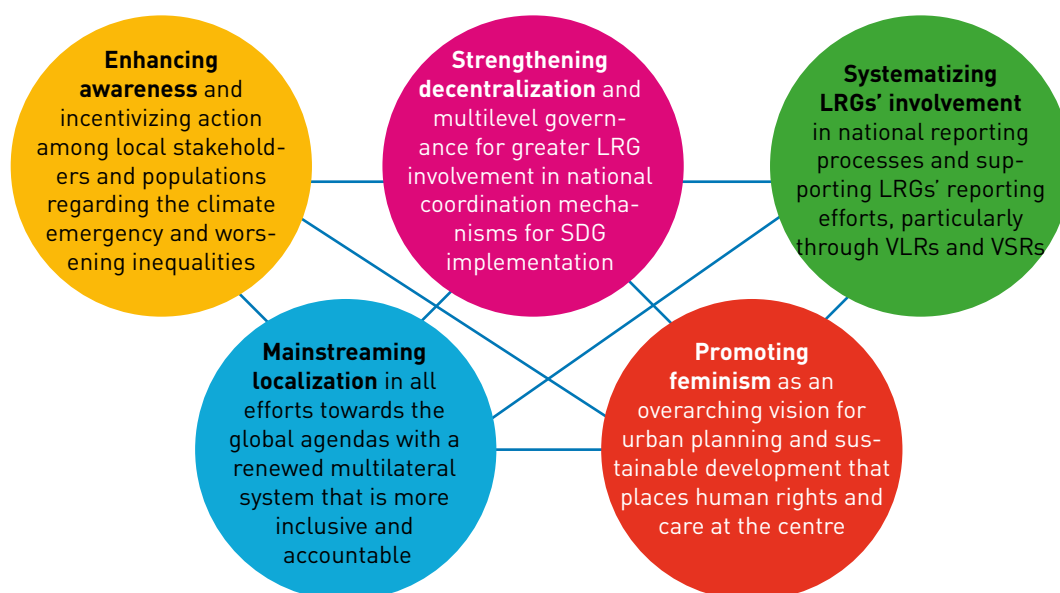 Enhancing
awareness and
incentivizing action
among local stakehold-
ers and populations
regarding the climate
emergency and wors-
ening inequalities
Strengthening
decentralization and
multilevel govern-
ance for greater LRG
involvement in national
coordination mecha-
nisms for SDG
implementation
Systematizing
LRGs’ involvement
in national reporting
processes and sup-
porting LRGs’ reporting
efforts, particularly
through VLRs and VSRs
Mainstreaming
localization in all
efforts towards the
global agendas with a
renewed multilateral
system that is more
inclusive and
accountable
Promoting
feminism as an
overarching vision for
urban planning and sus-
tainable development that
places human rights and
care at the centre